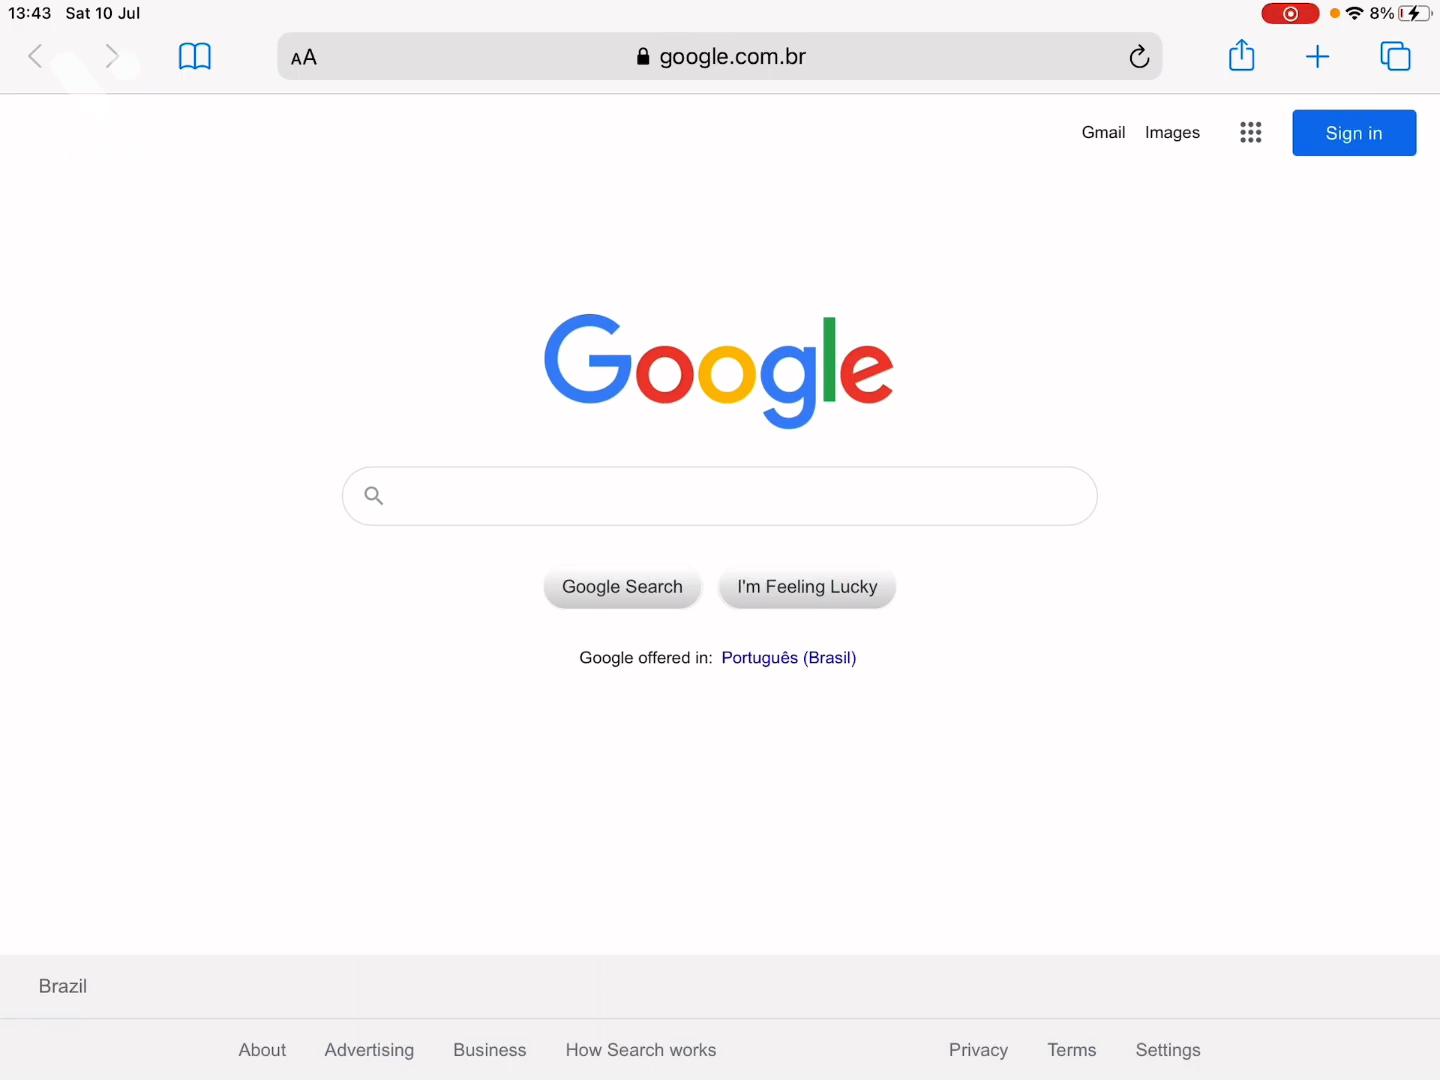 13:43 Sat 10 Jul 8%
AA google.com.br
Gmail Images Sign in
Google
Google Search I'm Feeling Lucky
Google offered in: Português (Brasil)
Brazil
About Advertising Business How Search works Privacy Terms Settings